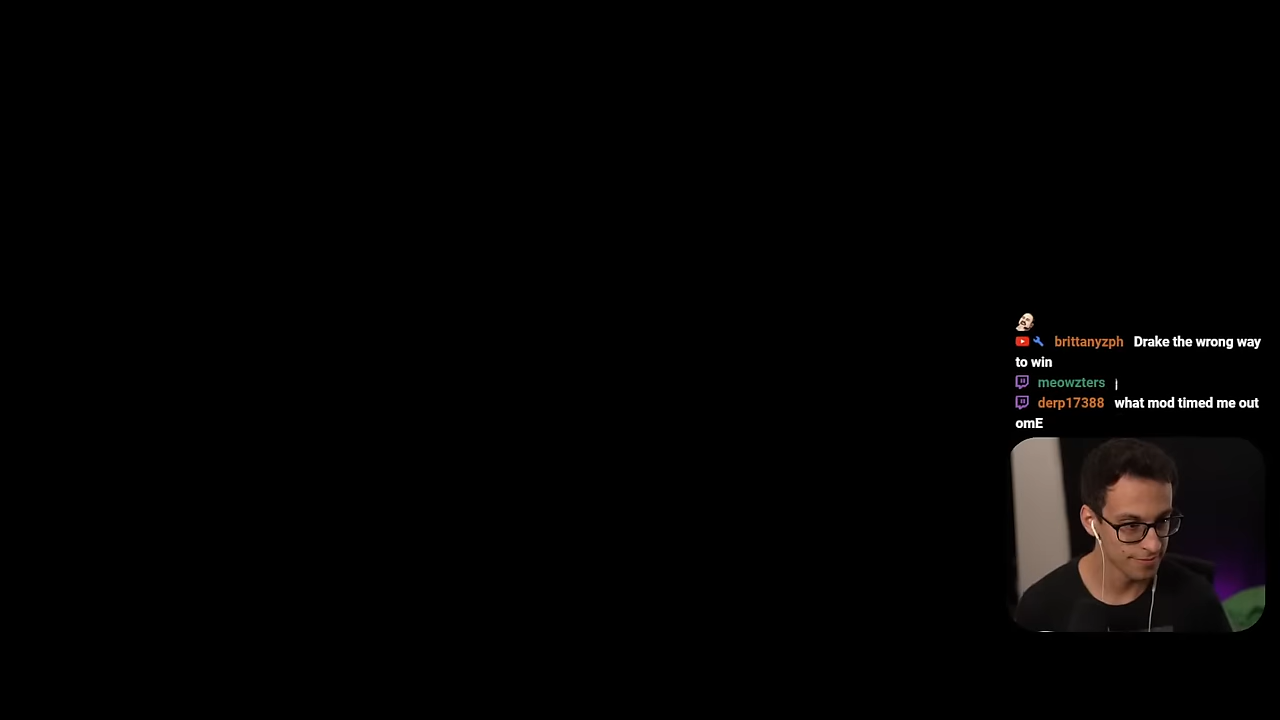 brittanyzph Drake the wrong way
to win
meowzters j
derp17388 what mod timed me out
omE